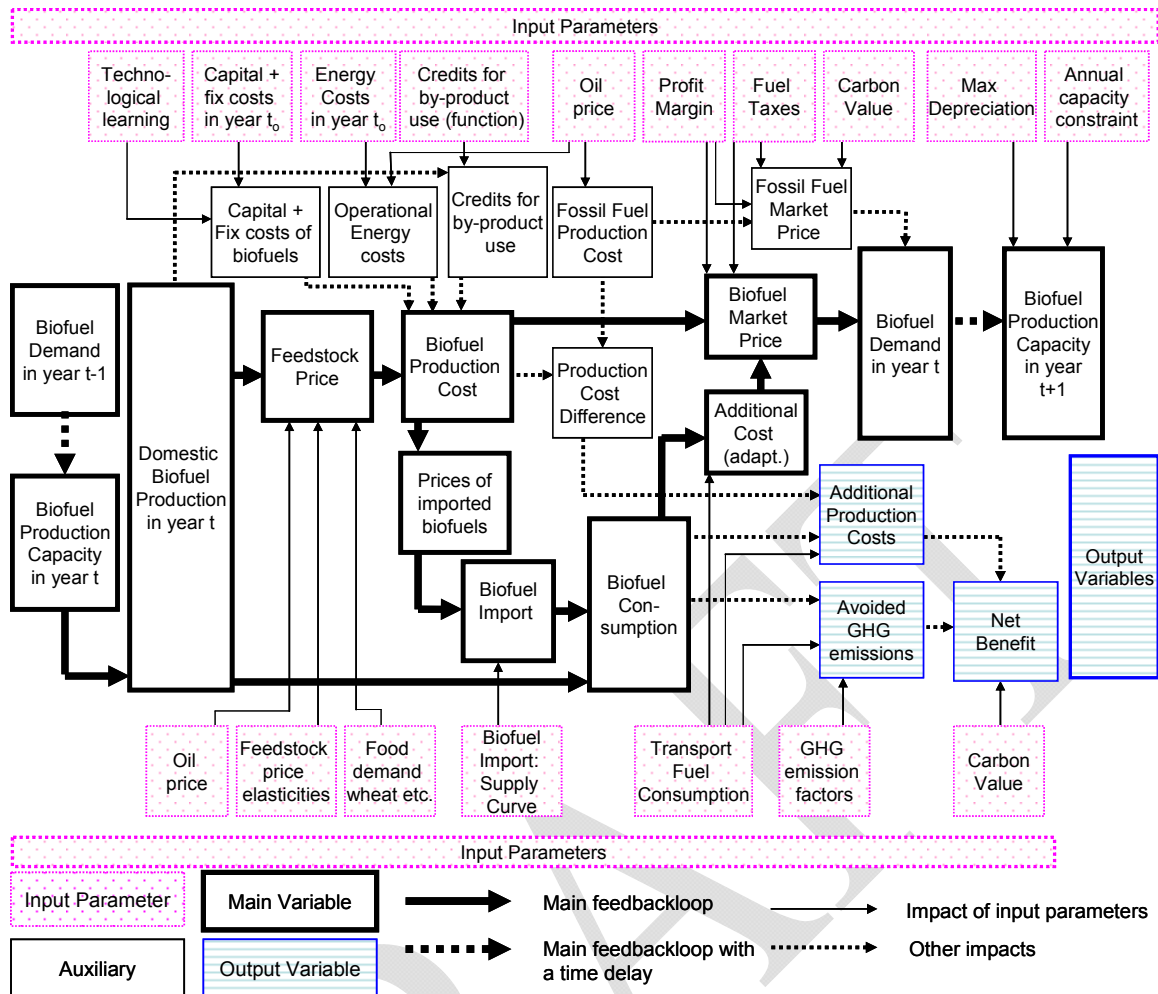 Input Parameters
Techno-
logical
learning
Capital +
fix costs
in year to
Energy
Costs
in year to
Credits for
by-product
use (function)
Oil
price
Profit
Margin
Fuel
Taxes
Carbon
Value
Max
Depreciation
Annual
capacity
constraint
Capital +
Fix costs of
biofuels
Operational
Energy
costs
Credits for
by-product
use
Fossil Fuel
Production
Cost
Fossil Fuel
Market
Price
Biofuel
Demand
in year t-1
Domestic
Biofuel
Production
in year t
Feedstock
Price
Biofuel
Production
Cost
Production
Cost
Difference
Biofuel
Market
Price
Biofuel
Demand
in year t
Biofuel
Production
Capacity
in year
t+1
Additional
Cost
(adapt.)
Biofuel
Production
Capacity
in year t
Prices of
imported
biofuels
Biofuel
Import
Biofuel
Con-
sumption
Additional
Production
Costs
Avoided
GHG
emissions
Net
Benefit
Output
Variables
Oil
price
Feedstock
price
elasticities
Food
demand
wheat etc.
Biofuel
Import:
Supply
Curve
Transport
Fuel
Consumption
GHG
emission
factors
Carbon
Value
Input Parameters
Input Parameter
Main Variable
Main feedbackloop
Impact of input parameters
Auxiliary
Output Variable
Main feedbackloop with
a time delay
Other impacts
DRAFT